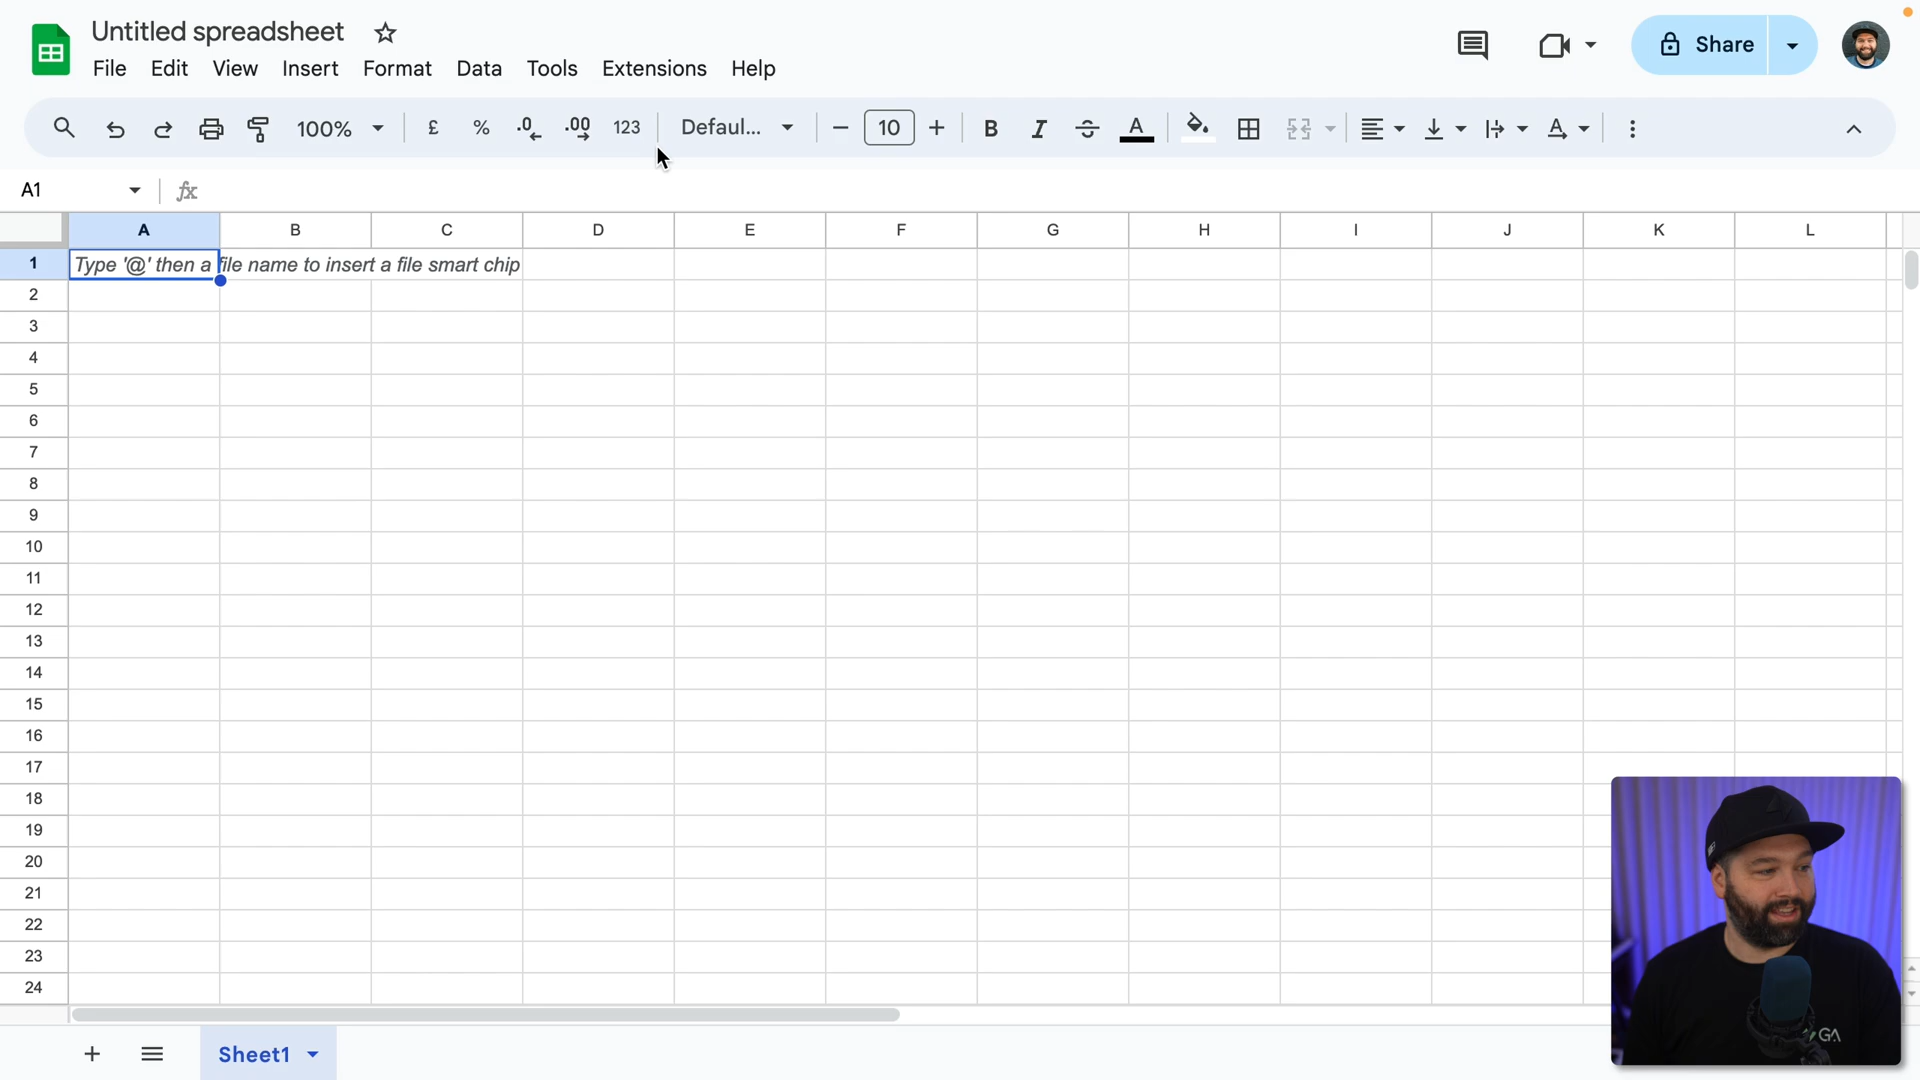 Untitled spreadsheet
File Edit View Insert Format Data Tools Extensions Help
Share
100% £ % .0 .00 123 Defaul... 10 B I A A
A1 fx
A B C D E F G H I J K L
1 Type '@' then a file name to insert a file smart chip
2
3
4
5
6
7
8
9
10
11
12
13
14
15
16
17
18
19
20
21
22
23
24
GA
Sheet1